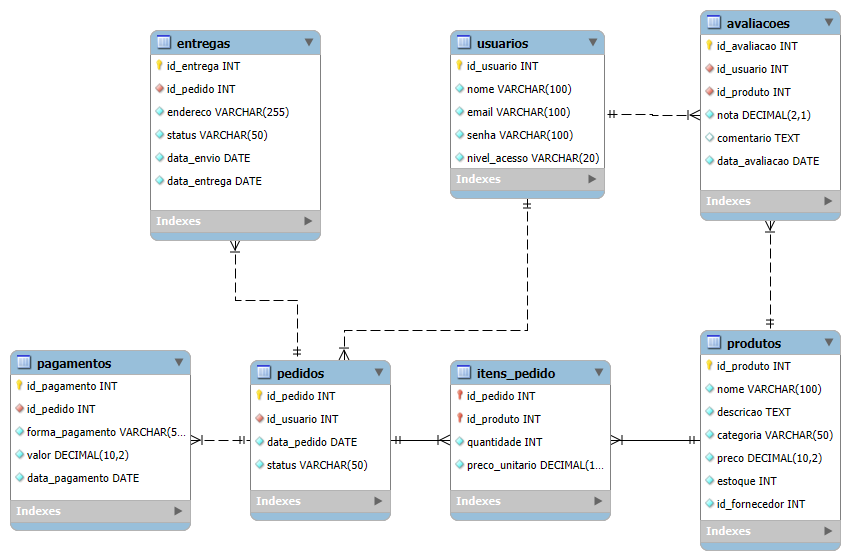 entregas
id_entrega INT
id_pedido INT
endereco VARCHAR(255)
status VARCHAR(50)
data_envio DATE
data_entrega DATE
Indexes
usuarios
id_usuario INT
nome VARCHAR(100)
email VARCHAR(100)
senha VARCHAR(100)
nivel_acesso VARCHAR(20)
Indexes
avaliacoes
id_avaliacao INT
id_usuario INT
id_produto INT
nota DECIMAL(2,1)
comentario TEXT
data_avaliacao DATE
Indexes
pagamentos
id_pagamento INT
id_pedido INT
forma_pagamento VARCHAR(5...
valor DECIMAL(10,2)
data_pagamento DATE
Indexes
pedidos
id_pedido INT
id_usuario INT
data_pedido DATE
status VARCHAR(50)
Indexes
itens_pedido
id_pedido INT
id_produto INT
quantidade INT
preco_unitario DECIMAL(1...
Indexes
produtos
id_produto INT
nome VARCHAR(100)
descricao TEXT
categoria VARCHAR(50)
preco DECIMAL(10,2)
estoque INT
id_fornecedor INT
Indexes